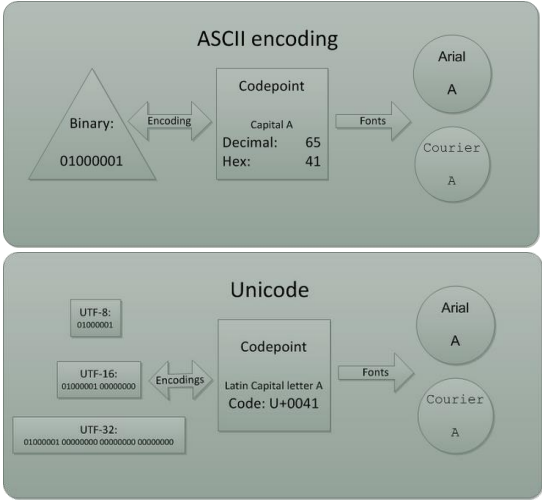 ASCII encoding
Binary:
01000001
Encoding
Codepoint
Capital A
Decimal: 65
Hex: 41
Fonts
Arial
A
Courier
A
Unicode
UTF-8:
01000001
UTF-16:
01000001 00000000
UTF-32:
01000001 00000000 00000000 00000000
Encodings
Codepoint
Latin Capital letter A
Code: U+0041
Fonts
Arial
A
Courier
A